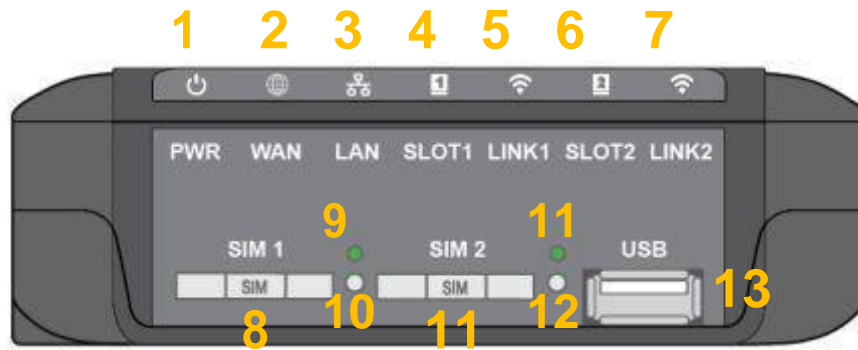 1 2 3 4 5 6 7
PWR WAN LAN SLOT1 LINK1 SLOT2 LINK2
9 11
SIM 1 SIM 2 USB
SIM SIM 13
8 10 11 12